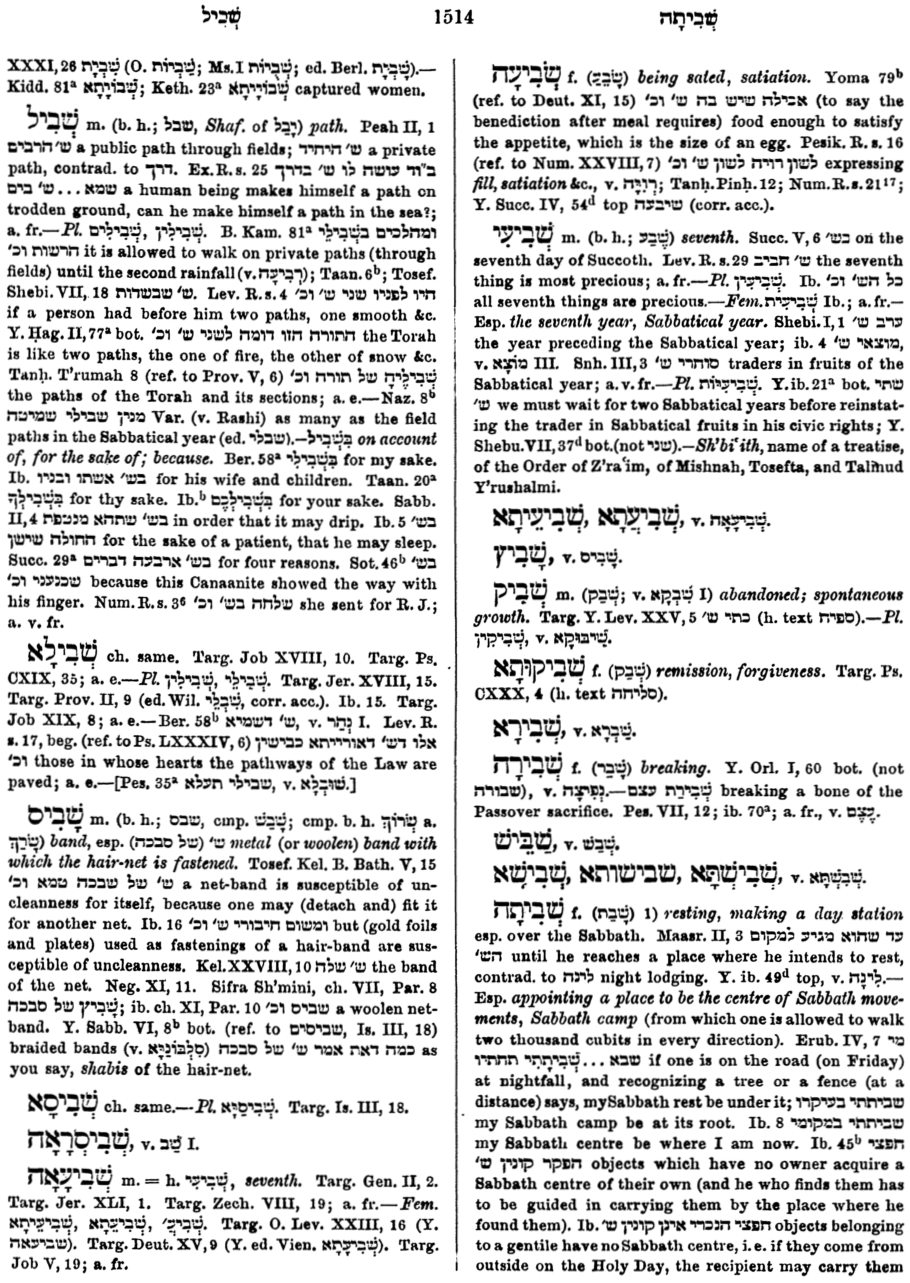 שְׁבִיל
1514
שְׁבִיתָה
XXXI, 26 שִׁבְיַת (O. שְׁבִיּוֹת; Ms. I שְׁבִיּוֹת; ed. Berl. שָׁבְיַת).—
Kidd. 81ª שְׁבוֹיָיתָא; Keth. 23ª שְׁבוֹיָיתָא captured women.
שְׁבִיל m. (b. h.; שבל, Shaf. of יָבַל) path. Peah II, 1
ש׳ הרבים a public path through fields; ש׳ היחיד a private
path, contrad. to דרך. Ex. R. s. 25 ב״וד עושה לו ש׳ בדרך
שמא ... ש׳ בים a human being makes himself a path on
trodden ground, can he make himself a path in the sea?;
a. fr.—Pl. שְׁבִילִים, שְׁבִילִין. B. Kam. 81ª ומהלכים בשְׁבִילֵי
הרשות וכ׳ it is allowed to walk on private paths (through
fields) until the second rainfall (v. רְבִיעָה); Taan. 6ᵇ; Tosef.
Shebi. VII, 18 ש׳ שבשדות. Lev. R. s. 4 היו לפניו שני ש׳ וכ׳
if a person had before him two paths, one smooth &c.
Y. Ḥag. II, 77ª bot. התורה הזו דומה לשני ש׳ וכ׳ the Torah
is like two paths, the one of fire, the other of snow &c.
Tanḥ. T'rumah 8 (ref. to Prov. V, 6) שְׁבִילֶיהָ של תורה וכ׳
the paths of the Torah and its sections; a. e.—Naz. 8ᵇ
מנין שבילי שמיטה Var. (v. Rashi) as many as the field
paths in the Sabbatical year (ed. שבלי).—בִּשְׁבִיל on account
of, for the sake of; because. Ber. 58ª בִּשְׁבִילִי for my sake.
Ib. בש׳ אשתו ובניו for his wife and children. Taan. 20ª
בִּשְׁבִילְךָ for thy sake. Ib.ᵇ בִּשְׁבִילְכֶם for your sake. Sabb.
II, 4 בש׳ שתהא מנטפת in order that it may drip. Ib. 5 בש׳
החולה שישן for the sake of a patient, that he may sleep.
Succ. 29ª בש׳ ארבעה דברים for four reasons. Sot. 46ᵇ בש׳
שכנעני וכ׳ because this Canaanite showed the way with
his finger. Num. R. s. 3⁶ שלחה בש׳ וכ׳ she sent for R. J.;
a. v. fr.
שְׁבִילָא ch. same. Targ. Job XVIII, 10. Targ. Ps.
CXIX, 35; a. e.—Pl. שְׁבִילִין, שְׁבִילֵי. Targ. Jer. XVIII, 15.
Targ. Prov. II, 9 (ed. Wil. שְׁבִלֵי, corr. acc.). Ib. 15. Targ.
Job XIX, 8; a. e.—Ber. 58ᵇ ש׳ דשמיא, v. נְהַר I. Lev. R.
s. 17, beg. (ref. to Ps. LXXXIV, 6) אלו דש׳ דאורייתא כבישין
וכ׳ those in whose hearts the pathways of the Law are
paved; a. e.—[Pes. 35ª שבילי תעלא, v. שׁוּבְלָא.]
שָׁבִיס m. (b. h.; שבס, cmp. שָׁבַשׁ; cmp. b. h. שְׂרוֹךְ a.
שָׂרַךְ) band, esp. ש׳ (של סבכה) metal (or woolen) band with
which the hair-net is fastened. Tosef. Kel. B. Bath. V, 15
ש׳ של שבכה טמא וכ׳ a net-band is susceptible of un-
cleanness for itself, because one may (detach and) fit it
for another net. Ib. 16 ומשום חיבורי ש׳ וכ׳ but (gold foils
and plates) used as fastenings of a hair-band are sus-
ceptible of uncleanness. Kel. XXVIII, 10 ש׳ שלה the band
of the net. Neg. XI, 11. Sifra Sh'mini, ch. VII, Par. 8
שָׁבִיץ של סבכה; ib. ch. XI, Par. 10 שביס וכ׳ a woolen net-
band. Y. Sabb. VI, 8ᵇ bot. (ref. to שביסים, Is. III, 18)
braided bands (v. סַלְבּוֹנַיָּא) כמה דאת אמר ש׳ של סבכה as
you say, shabis of the hair-net.
שְׁבִיסָא ch. same.—Pl. שְׁבִיסַיָּא. Targ. Is. III, 18.
שְׁבִיסְרָאָה, v. שָׁב I.
שְׁבִיעָאָה m. = h. שְׁבִיעִי, seventh. Targ. Gen. II, 2.
Targ. Jer. XLI, 1. Targ. Zech. VIII, 19; a. fr.—Fem.
שְׁבִיעֵיתָא, שְׁבִיעֲתָא, שְׁבִיעָ׳. Targ. O. Lev. XXIII, 16 (Y.
שביעאה). Targ. Deut. XV, 9 (Y. ed. Vien. שְׁבִיעָתָא). Targ.
Job V, 19; a. fr.
שְׂבִיעָה f. (שָׂבֵעַ) being sated, satiation. Yoma 79ᵇ
(ref. to Deut. XI, 15) אכילה שיש בה ש׳ וכ׳ (to say the
benediction after meal requires) food enough to satisfy
the appetite, which is the size of an egg. Pesik. R. s. 16
(ref. to Num. XXVIII, 7) לשון רויה לשון ש׳ וכ׳ expressing
fill, satiation &c., v. רְוָיָה; Tanḥ. Pinḥ. 12; Num. R. s. 21¹⁷;
Y. Succ. IV, 54ᵈ top שיבעה (corr. acc.).
שְׁבִיעִי m. (b. h.; שֶׁבַע) seventh. Succ. V, 6 בש׳ on the
seventh day of Succoth. Lev. R. s. 29 ש׳ חביב the seventh
thing is most precious; a. fr.—Pl. שְׁבִיעִין. Ib. כל הש׳ וכ׳
all seventh things are precious.—Fem. שְׁבִיעִית Ib.; a. fr.—
Esp. the seventh year, Sabbatical year. Shebi. I, 1 ערב ש׳
the year preceding the Sabbatical year; ib. 4 מוצאי ש׳,
v. מוֹצָא III. Snh. III, 3 סוחרי ש׳ traders in fruits of the
Sabbatical year; a. v. fr.—Pl. שְׁבִיעִיּוֹת. Y. ib. 21ª bot. שתי
ש׳ we must wait for two Sabbatical years before reinstat-
ing the trader in Sabbatical fruits in his civic rights; Y.
Shebu. VII, 37ᵈ bot. (not שני).—Sh'bi‘ith, name of a treatise,
of the Order of Z'ra‘im, of Mishnah, Tosefta, and Talmud
Y'rushalmi.
שְׁבִיעֵיתָא, שְׁבִיעֲתָא, v. שְׁבִיעָאָה.
שָׁבִיץ, v. שָׁבִיס.
שְׁבִיק m. (שְׁבַק; v. שִׁבְקָא I) abandoned; spontaneous
growth. Targ. Y. Lev. XXV, 5 כתי ש׳ (h. text ספיח).—Pl.
שְׁבִיקִין, v. שׁוּבּוּקָא.
שְׁבִיקוּתָא f. (שְׁבַק) remission, forgiveness. Targ. Ps.
CXXX, 4 (h. text סליחה).
שְׁבִירָא, v. שַׁבְרָא.
שְׁבִירָה f. (שָׁבַר) breaking. Y. Orl. I, 60 bot. (not
שבורה), v. נְפִיצָה.—שְׁבִירַת עצם breaking a bone of the
Passover sacrifice. Pes. VII, 12; ib. 70ª; a. fr., v. עֶצֶם.
שַׁבִּישׁ, v. שָׁבַשׁ.
שְׁבִישָׁא, שבישותא, שְׁבִישְׁתָּא, v. שְׁבִשְׁתָּא.
שְׁבִיתָה f. (שָׁבַת) 1) resting, making a day station
esp. over the Sabbath. Maasr. II, 3 עד שהוא מגיע למקום
הש׳ until he reaches a place where he intends to rest,
contrad. to לינה night lodging. Y. ib. 49ᵈ top, v. לִינָה.—
Esp. appointing a place to be the centre of Sabbath move-
ments, Sabbath camp (from which one is allowed to walk
two thousand cubits in every direction). Erub. IV, 7 מי
שבא ... שְׁבִיתָתִי תחתיו if one is on the road (on Friday)
at nightfall, and recognizing a tree or a fence (at a
distance) says, my Sabbath rest be under it; שביתתי בעיקרו
my Sabbath camp be at its root. Ib. 8 שביתתי במקומי
my Sabbath centre be where I am now. Ib. 45ᵇ חפצי
הפקר קונין ש׳ objects which have no owner acquire a
Sabbath centre of their own (and he who finds them has
to be guided in carrying them by the place where he
found them). Ib. חפצי הנכרי אינן קונין ש׳ objects belonging
to a gentile have no Sabbath centre, i. e. if they come from
outside on the Holy Day, the recipient may carry them